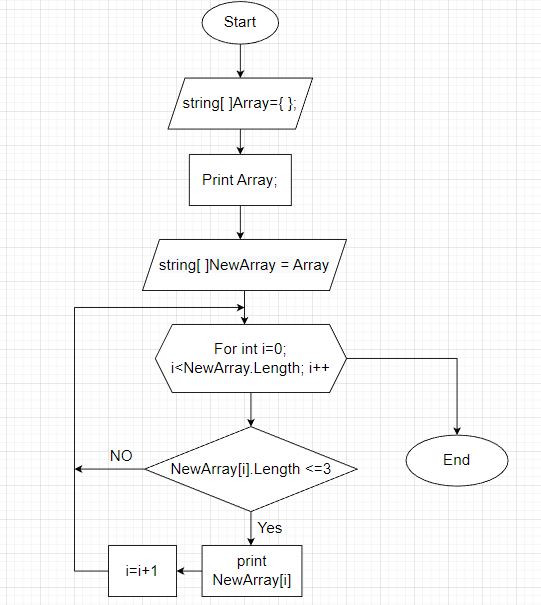 Start
string[ ]Array={ };
Print Array;
string[ ]NewArray = Array
For int i=0;
i<NewArray.Length; i++
End
NO
NewArray[i].Length <=3
Yes
i=i+1
print
NewArray[i]